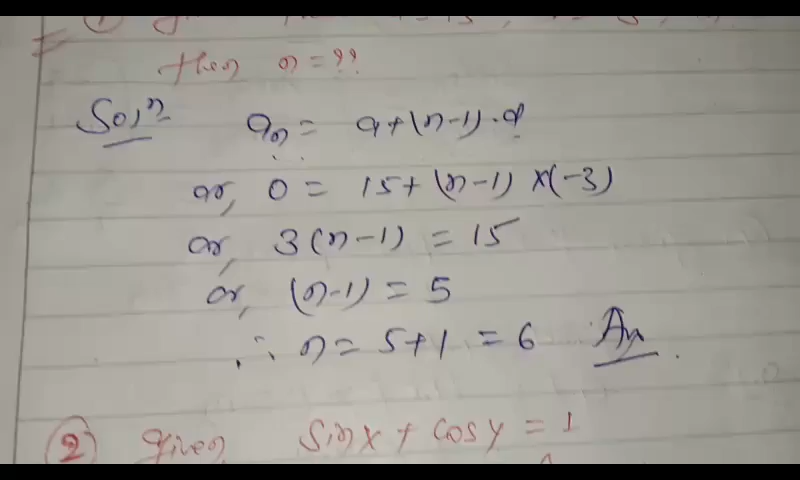 then n = ??
Solⁿ aₙ = a+(n-1).d
or, 0 = 15+(n-1)×(-3)
or, 3(n-1) = 15
or, (n-1) = 5
∴ n = 5+1 = 6 Ans.
② Given Sinx + Cosy = 1